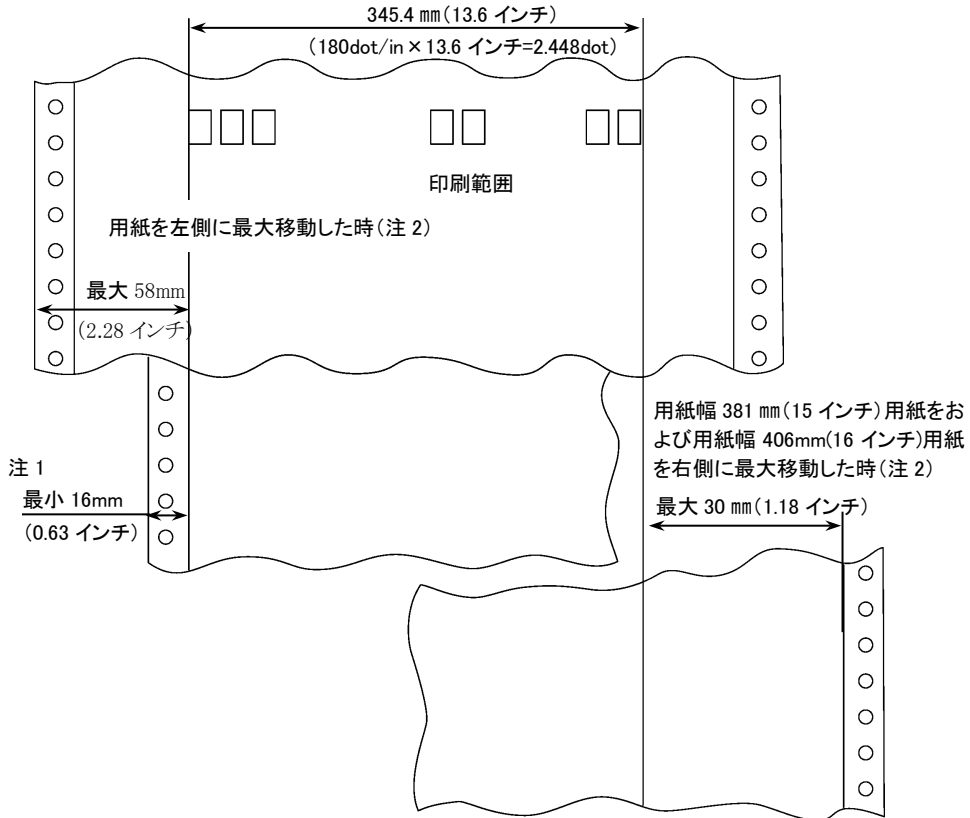 345.4 ㎜(13.6 インチ)
(180dot/in×13.6 インチ=2.448dot)
印刷範囲
用紙を左側に最大移動した時(注 2)
最大 58mm
(2.28 インチ)
用紙幅 381 ㎜(15 インチ)用紙をお
よび用紙幅 406mm(16 インチ)用紙
を右側に最大移動した時(注 2)
注 1
最小 16mm
(0.63 インチ)
最大 30 ㎜(1.18 インチ)